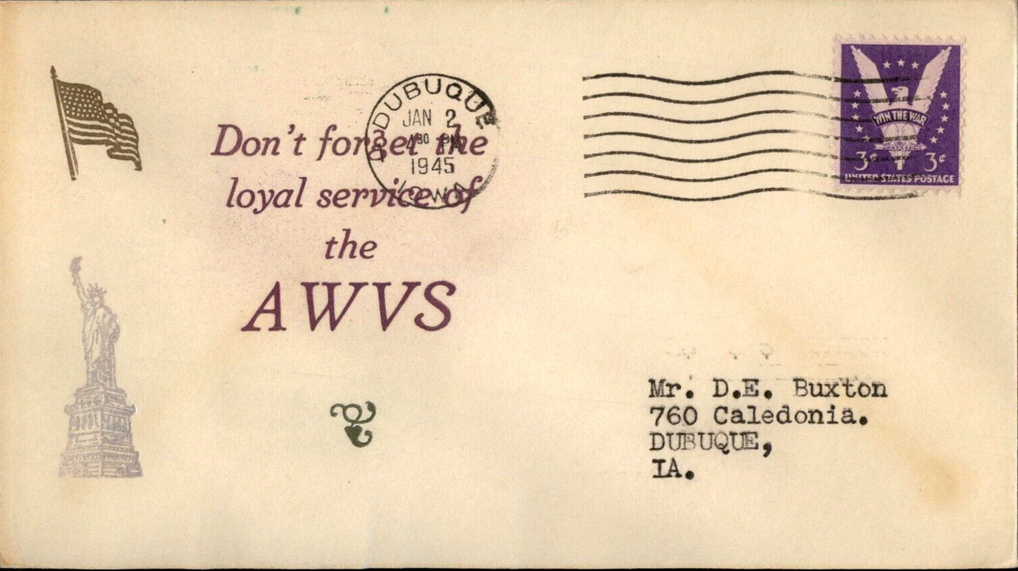 Don't forget the
loyal service of
the
AWVS
DUBUQUE
JAN 2
1945
IOWA
WIN THE WAR
3¢ 3¢
UNITED STATES POSTAGE
Mr. D.E. Buxton
760 Caledonia.
DUBUQUE,
IA.